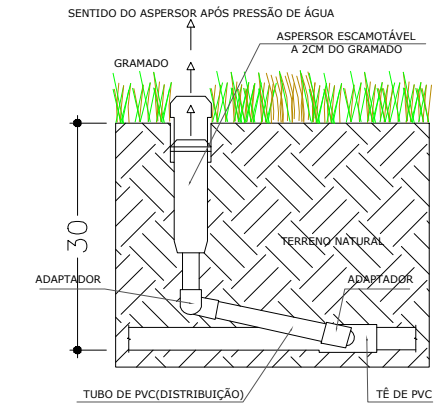 SENTIDO DO ASPERSOR APÓS PRESSÃO DE ÁGUA
ASPERSOR ESCAMOTÁVEL
A 2CM DO GRAMADO
GRAMADO
30
TERRENO NATURAL
ADAPTADOR
ADAPTADOR
TUBO DE PVC(DISTRIBUIÇÃO)
TÊ DE PVC